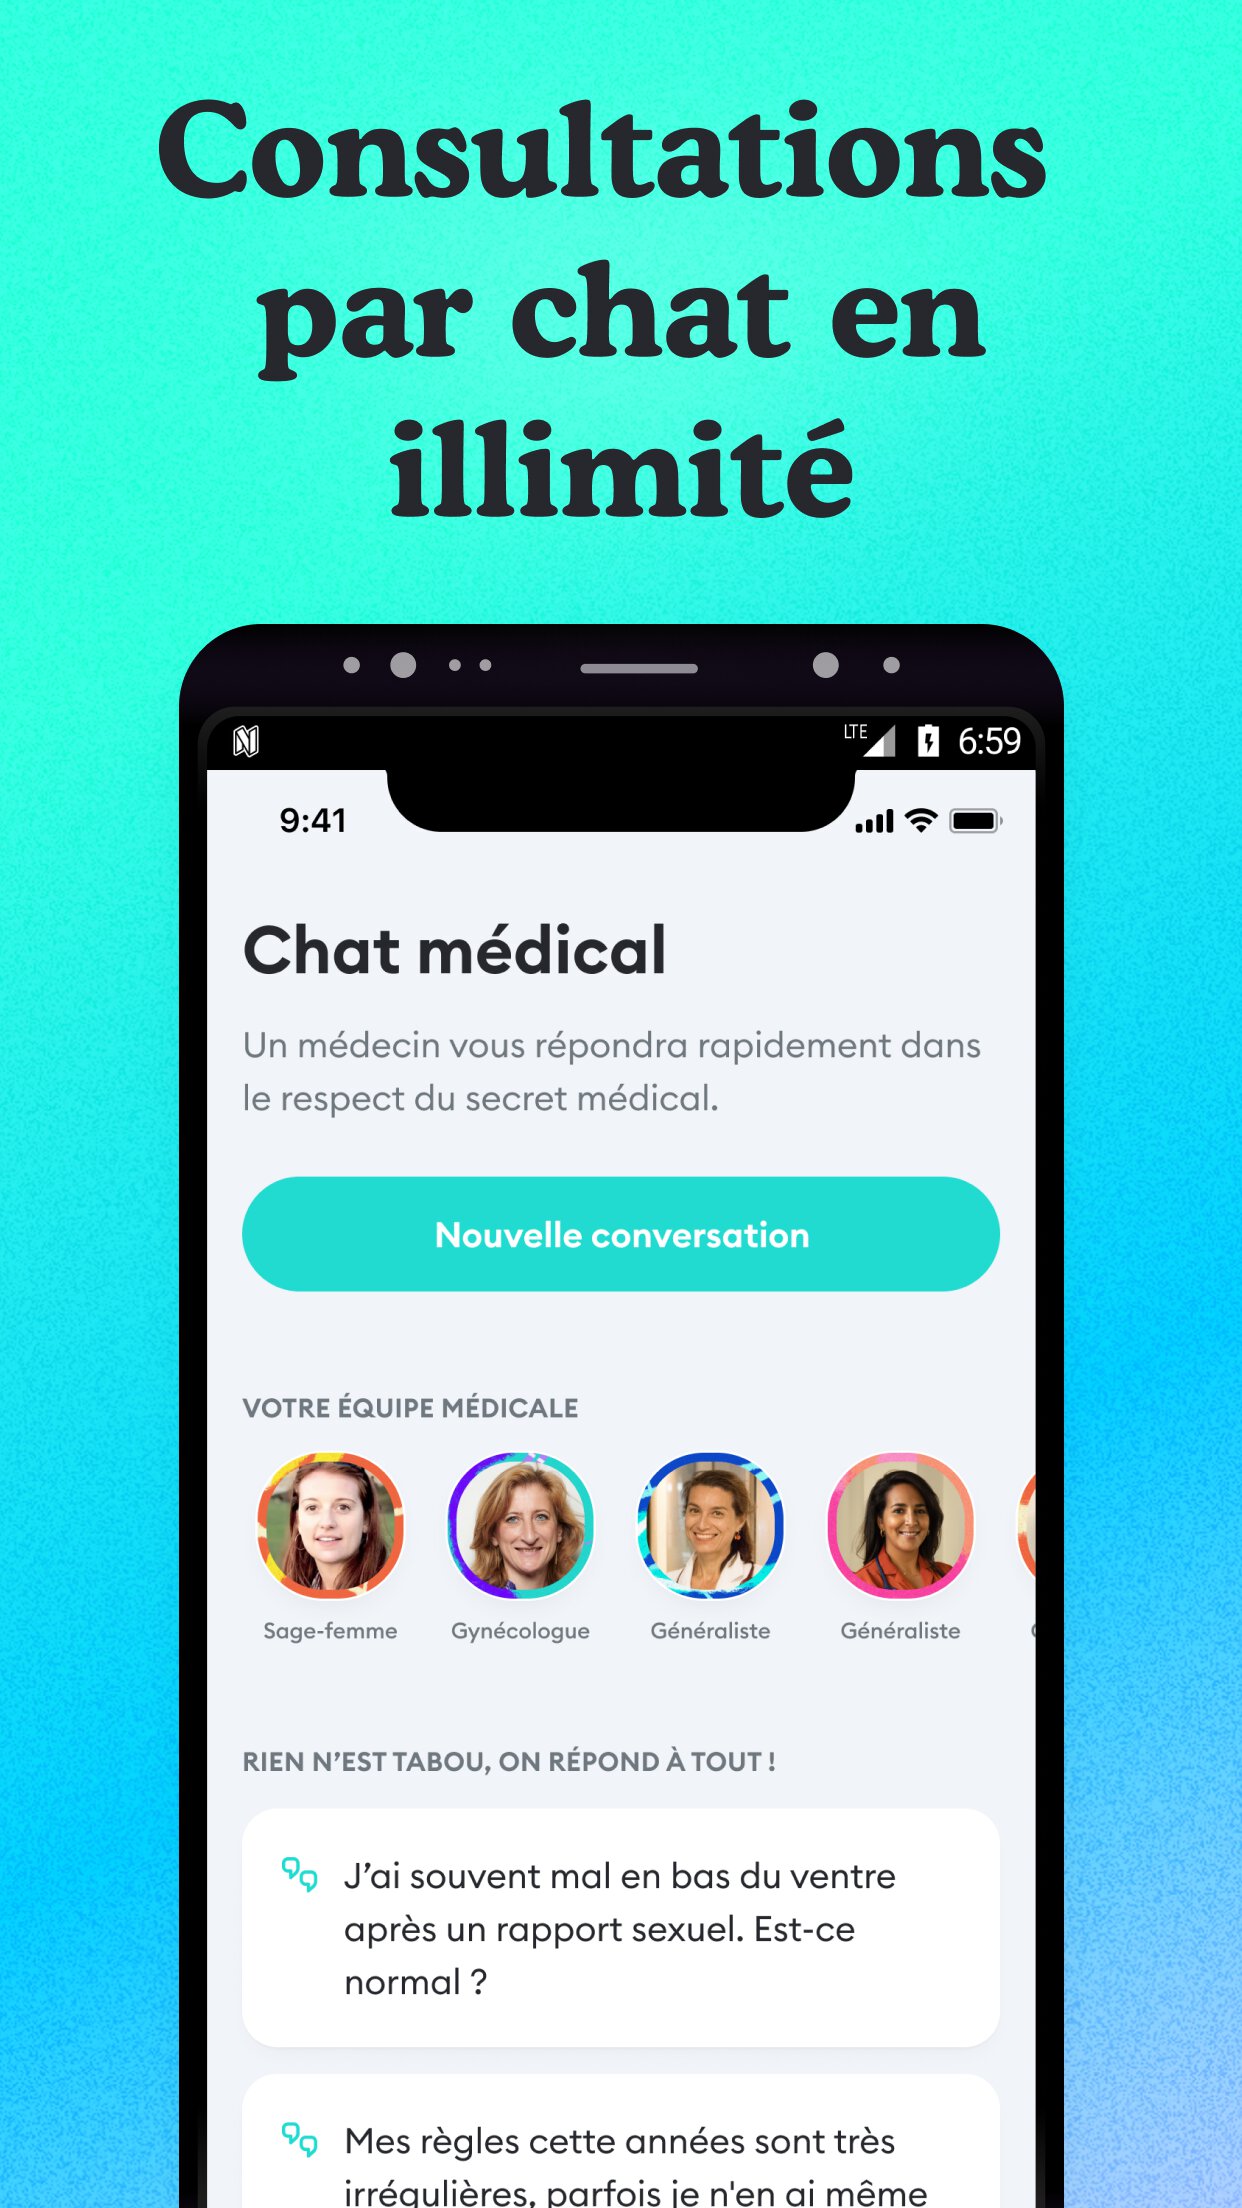 Consultations
par chat en
illimité
LTE 6:59
9:41
Chat médical
Un médecin vous répondra rapidement dans
le respect du secret médical.
Nouvelle conversation
VOTRE ÉQUIPE MÉDICALE
Sage-femme Gynécologue Généraliste Généraliste
RIEN N’EST TABOU, ON RÉPOND À TOUT !
J’ai souvent mal en bas du ventre
après un rapport sexuel. Est-ce
normal ?
Mes règles cette années sont très
irrégulières, parfois je n'en ai même